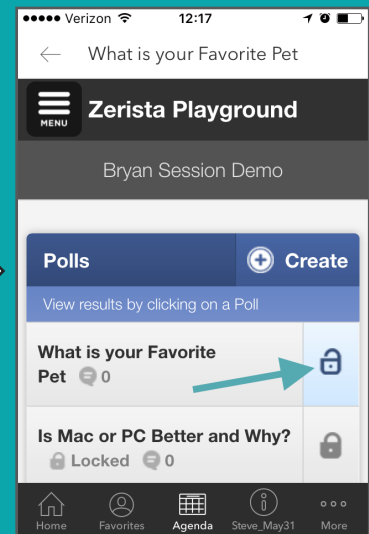 Verizon 12:17
What is your Favorite Pet
MENU Zerista Playground
Bryan Session Demo
Polls Create
View results by clicking on a Poll
What is your Favorite
Pet 0
Is Mac or PC Better and Why?
Locked 0
Home Favorites Agenda Steve_May31 More